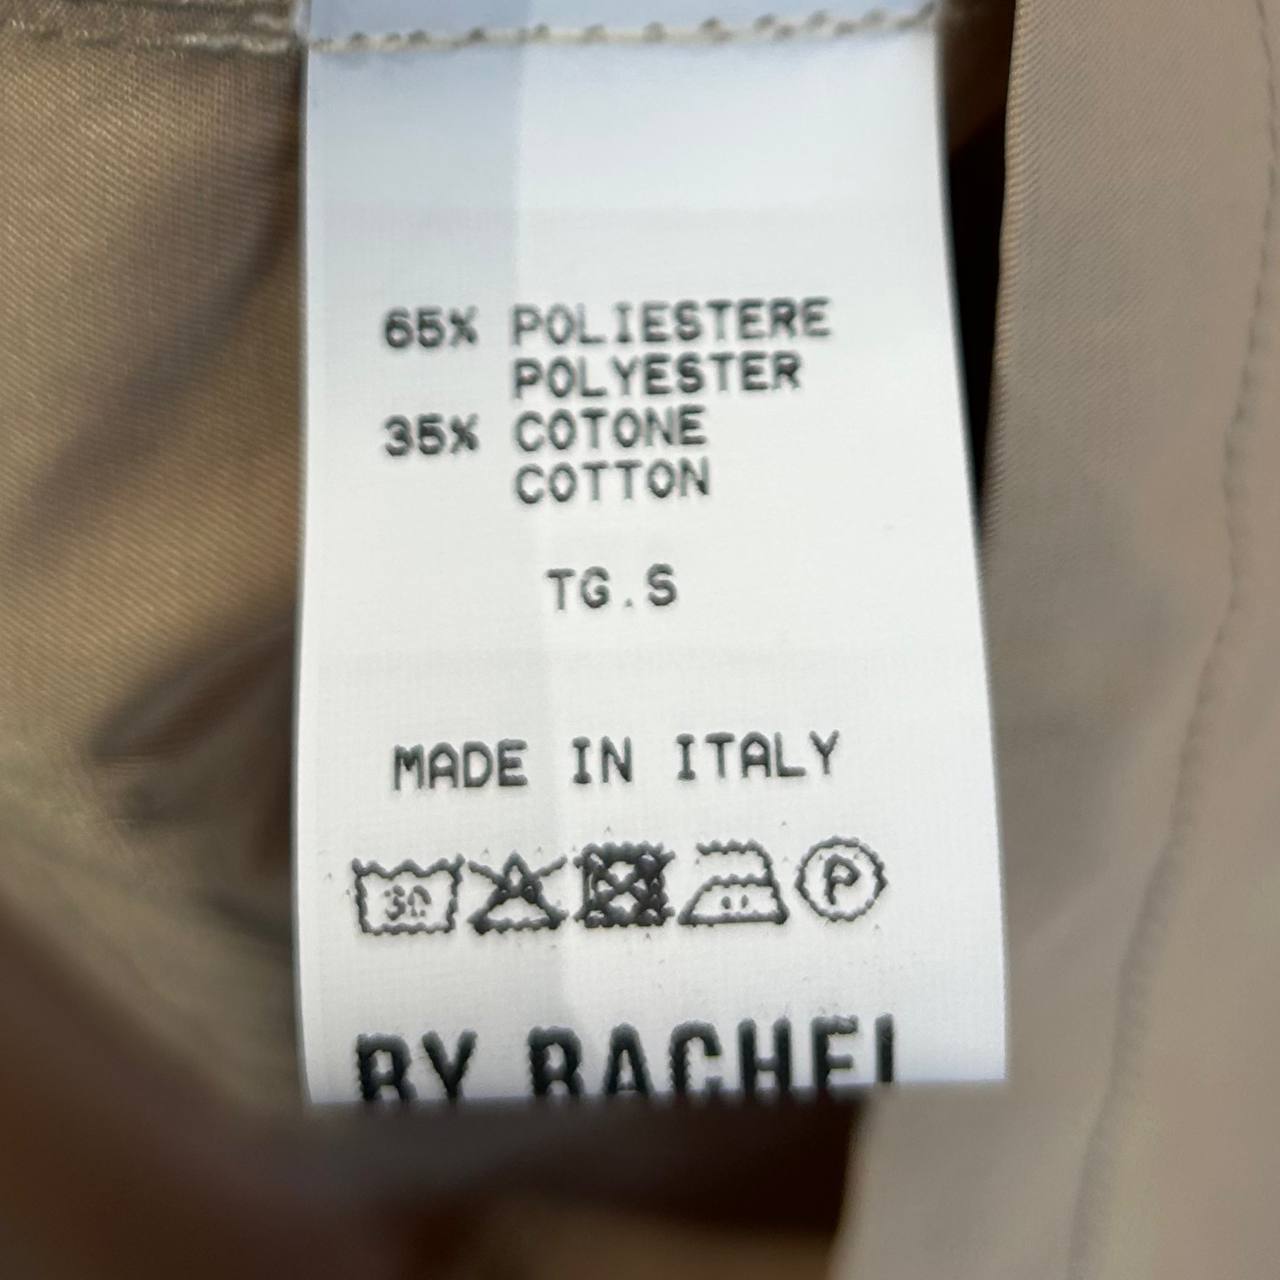 65% POLIESTERE
POLYESTER
35% COTONE
COTTON
TG.S
MADE IN ITALY
30
P
BY RACHEL